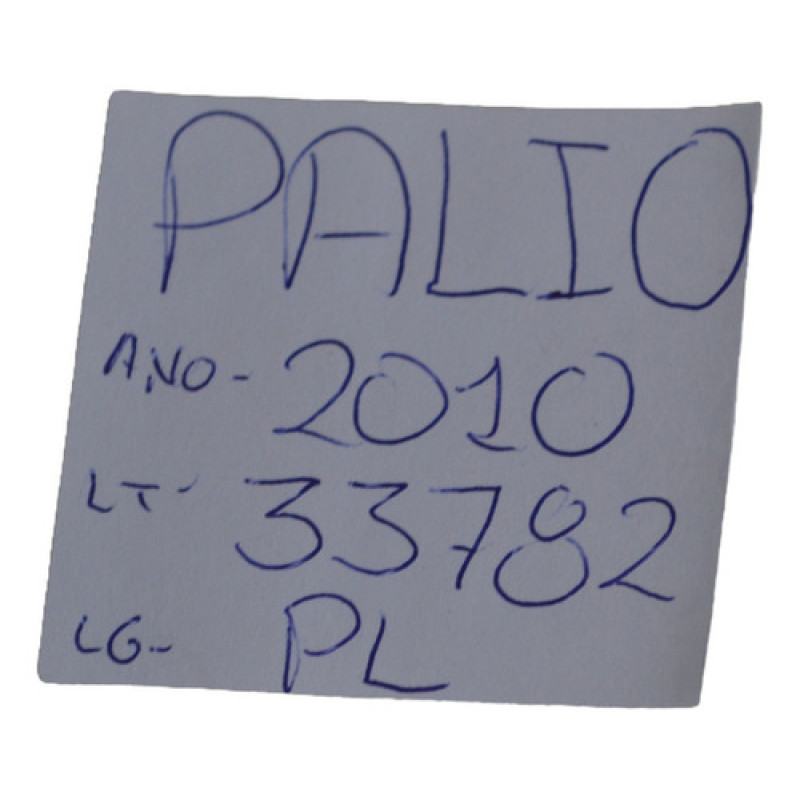 PALIO
ANO- 2010
LT- 33782
LG- PL